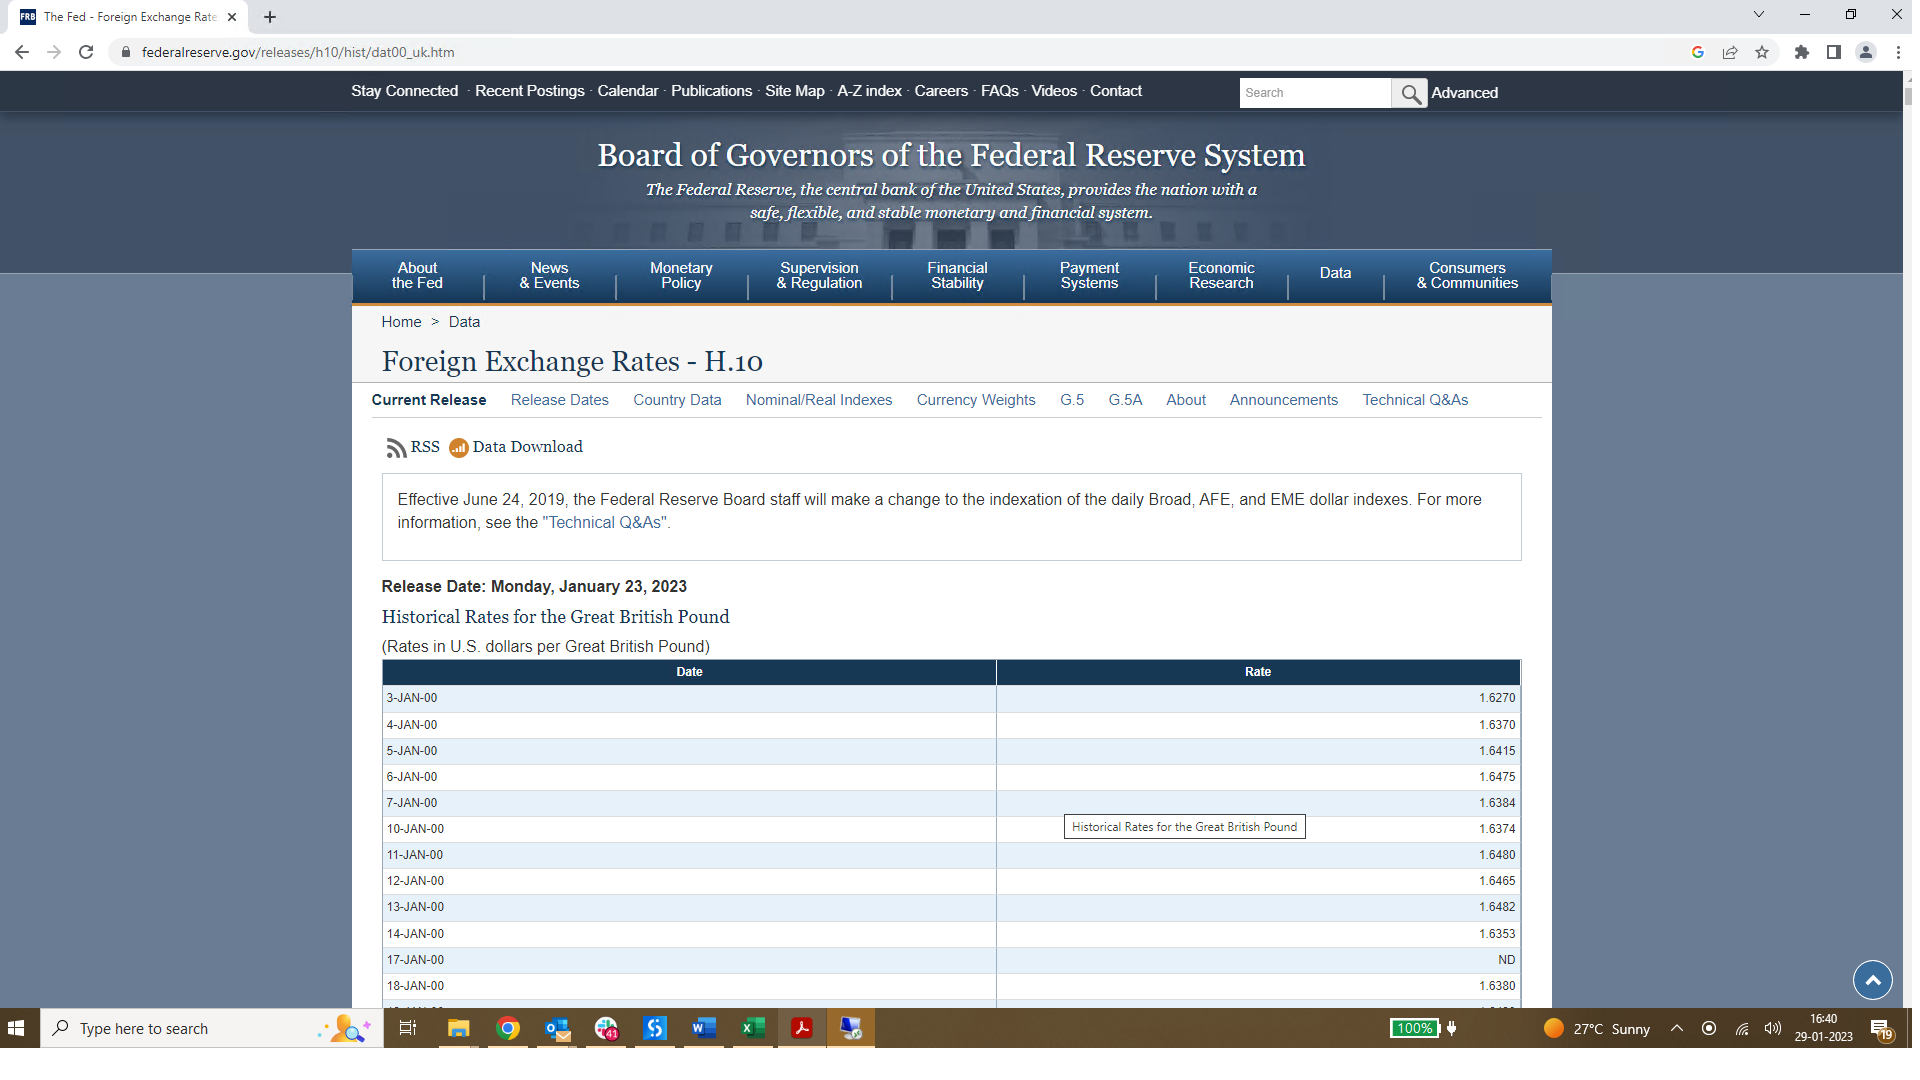 FRB The Fed - Foreign Exchange Rate
federalreserve.gov/releases/h10/hist/dat00_uk.htm
Stay Connected · Recent Postings · Calendar · Publications · Site Map · A-Z index · Careers · FAQs · Videos · Contact
Search
Advanced
Board of Governors of the Federal Reserve System
The Federal Reserve, the central bank of the United States, provides the nation with a
safe, flexible, and stable monetary and financial system.
About
the Fed
News
& Events
Monetary
Policy
Supervision
& Regulation
Financial
Stability
Payment
Systems
Economic
Research
Data
Consumers
& Communities
Home > Data
Foreign Exchange Rates - H.10
Current Release Release Dates Country Data Nominal/Real Indexes Currency Weights G.5 G.5A About Announcements Technical Q&As
RSS Data Download
Effective June 24, 2019, the Federal Reserve Board staff will make a change to the indexation of the daily Broad, AFE, and EME dollar indexes. For more
information, see the "Technical Q&As".
Release Date: Monday, January 23, 2023
Historical Rates for the Great British Pound
(Rates in U.S. dollars per Great British Pound)
Date Rate
3-JAN-00 1.6270
4-JAN-00 1.6370
5-JAN-00 1.6415
6-JAN-00 1.6475
7-JAN-00 1.6384
Historical Rates for the Great British Pound
10-JAN-00 1.6374
11-JAN-00 1.6480
12-JAN-00 1.6465
13-JAN-00 1.6482
14-JAN-00 1.6353
17-JAN-00 ND
18-JAN-00 1.6380
Type here to search
41
100%
27°C Sunny
16:40
29-01-2023
19